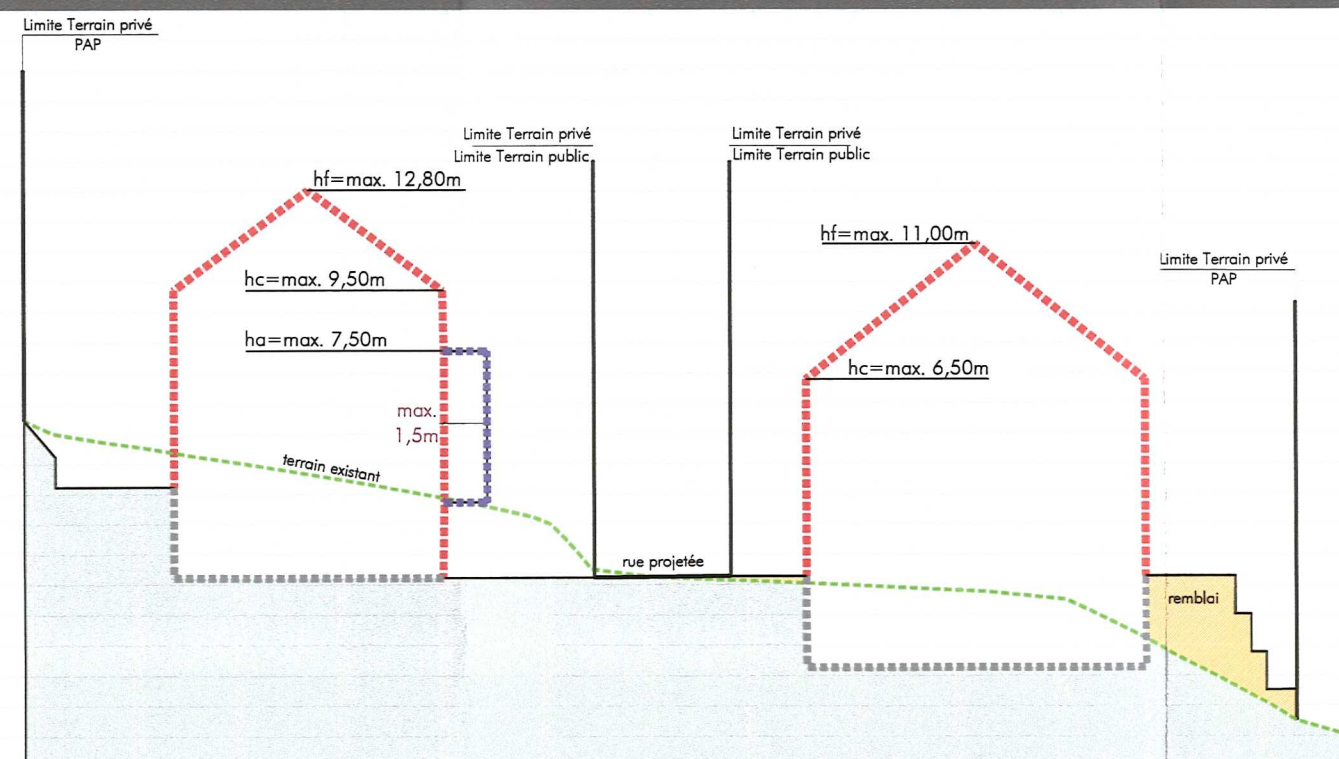 Limite Terrain privé
PAP
Limite Terrain privé
Limite Terrain public
Limite Terrain privé
Limite Terrain public
hf=max. 12,80m
hc=max. 9,50m
ha=max. 7,50m
max.
1,5m
terrain existant
rue projetée
hf=max. 11,00m
hc=max. 6,50m
Limite Terrain privé
PAP
remblai